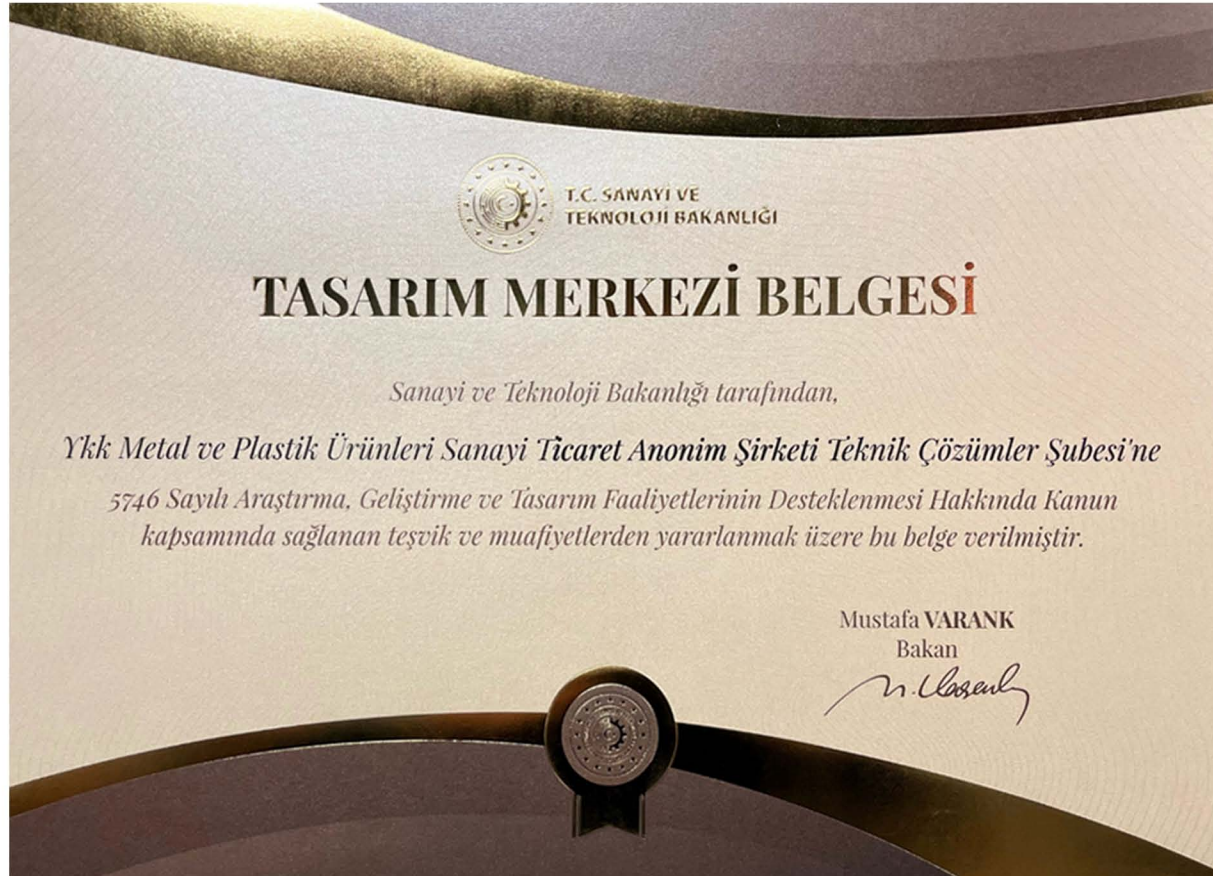 T.C. SANAYİ VE
TEKNOLOJİ BAKANLIĞI
TASARIM MERKEZİ BELGESİ
Sanayi ve Teknoloji Bakanlığı tarafından,
Ykk Metal ve Plastik Ürünleri Sanayi Ticaret Anonim Şirketi Teknik Çözümler Şubesi'ne
5746 Sayılı Araştırma, Geliştirme ve Tasarım Faaliyetlerinin Desteklenmesi Hakkında Kanun
kapsamında sağlanan teşvik ve muafiyetlerden yararlanmak üzere bu belge verilmiştir.
Mustafa VARANK
Bakan